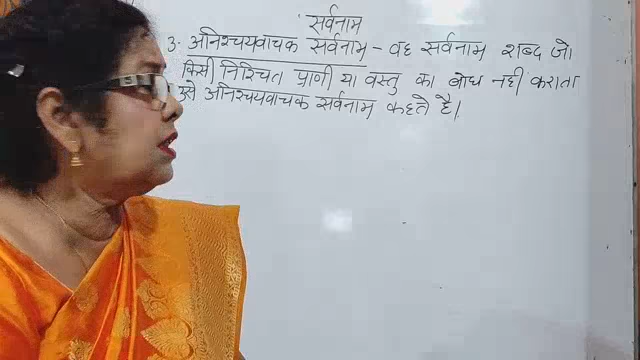 सर्वनाम
3. अनिश्चयवाचक सर्वनाम – वह सर्वनाम शब्द जो
किसी निश्चित प्राणी या वस्तु का बोध नहीं कराता
उसे अनिश्चयवाचक सर्वनाम कहते है।